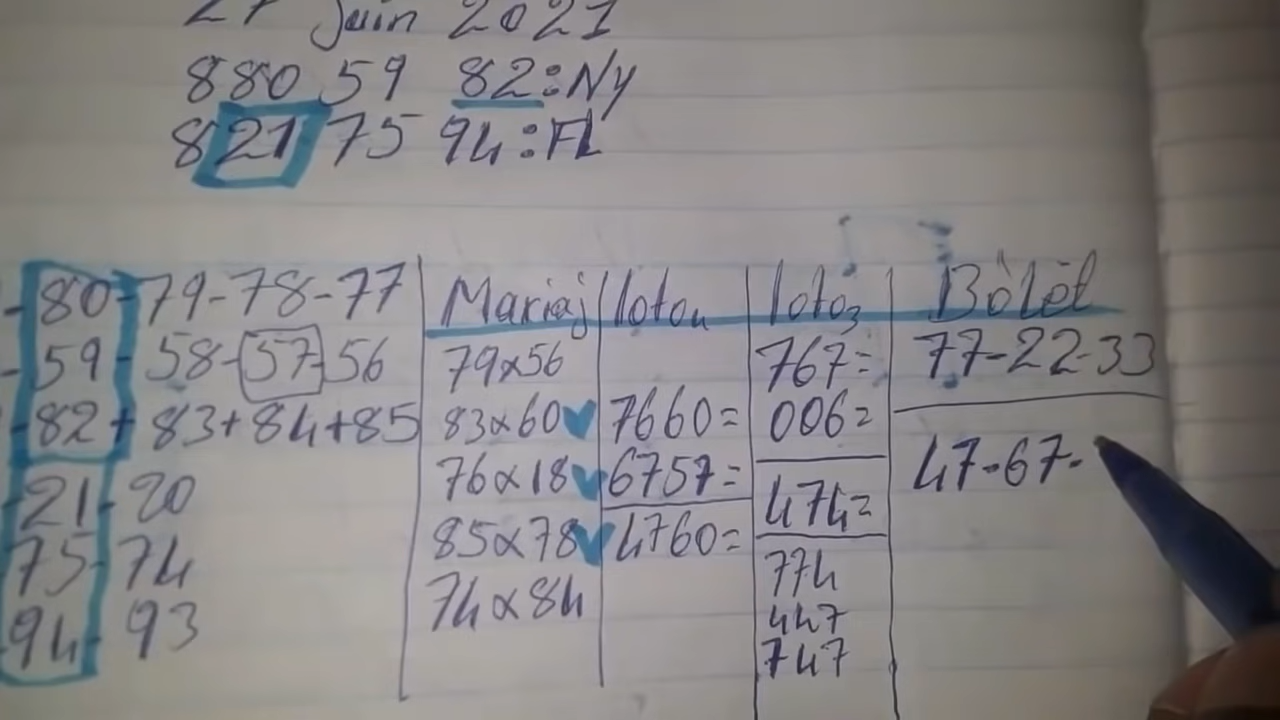 27 Juin 2021
880 59 82:Ny
821 75 94:FL
-80-79-78-77
-59-58-57-56
-82+83+84+85
-21-20
75-74
94-93
Mariaj
79x56
83x60
76x18
85x78
74x84
loto4
7660=
6757=
4760=
loto3
767=
006=
474=
774
447
747
Bòlèt
77-22-33
47-67-